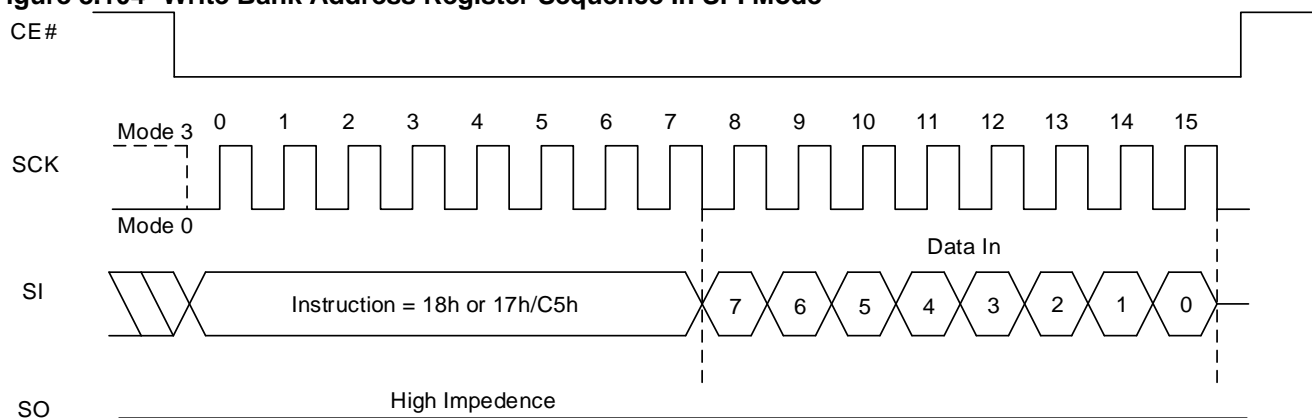 Figure 8.104 Write Bank Address Register Sequence In SPI Mode
CE#
Mode 3
0 1 2 3 4 5 6 7 8 9 10 11 12 13 14 15
SCK
Mode 0
Data In
SI
Instruction = 18h or 17h/C5h
7 6 5 4 3 2 1 0
High Impedence
SO